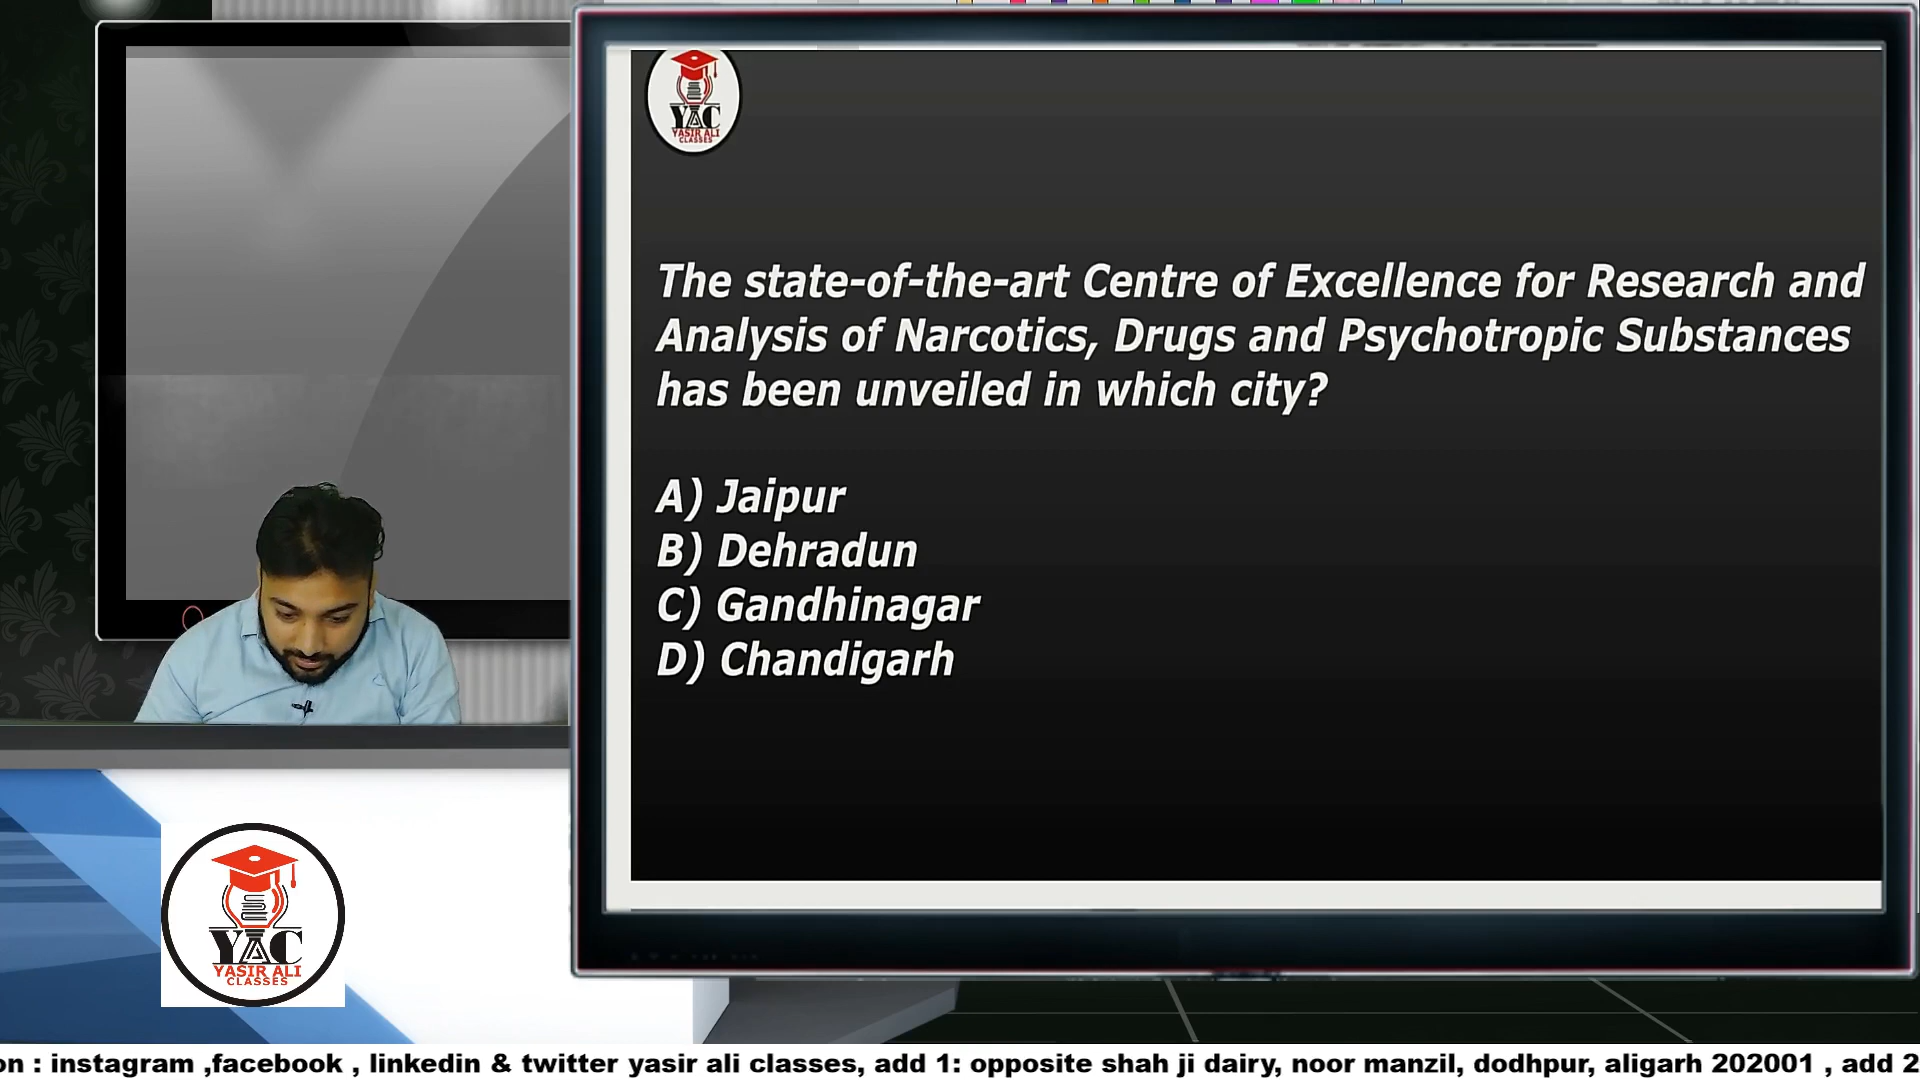 YAC
YASIR ALI
CLASSES
The state-of-the-art Centre of Excellence for Research and
Analysis of Narcotics, Drugs and Psychotropic Substances
has been unveiled in which city?
A) Jaipur
B) Dehradun
C) Gandhinagar
D) Chandigarh
YAC
YASIR ALI
CLASSES
on : instagram ,facebook , linkedin & twitter yasir ali classes, add 1: opposite shah ji dairy, noor manzil, dodhpur, aligarh 202001 , add 2